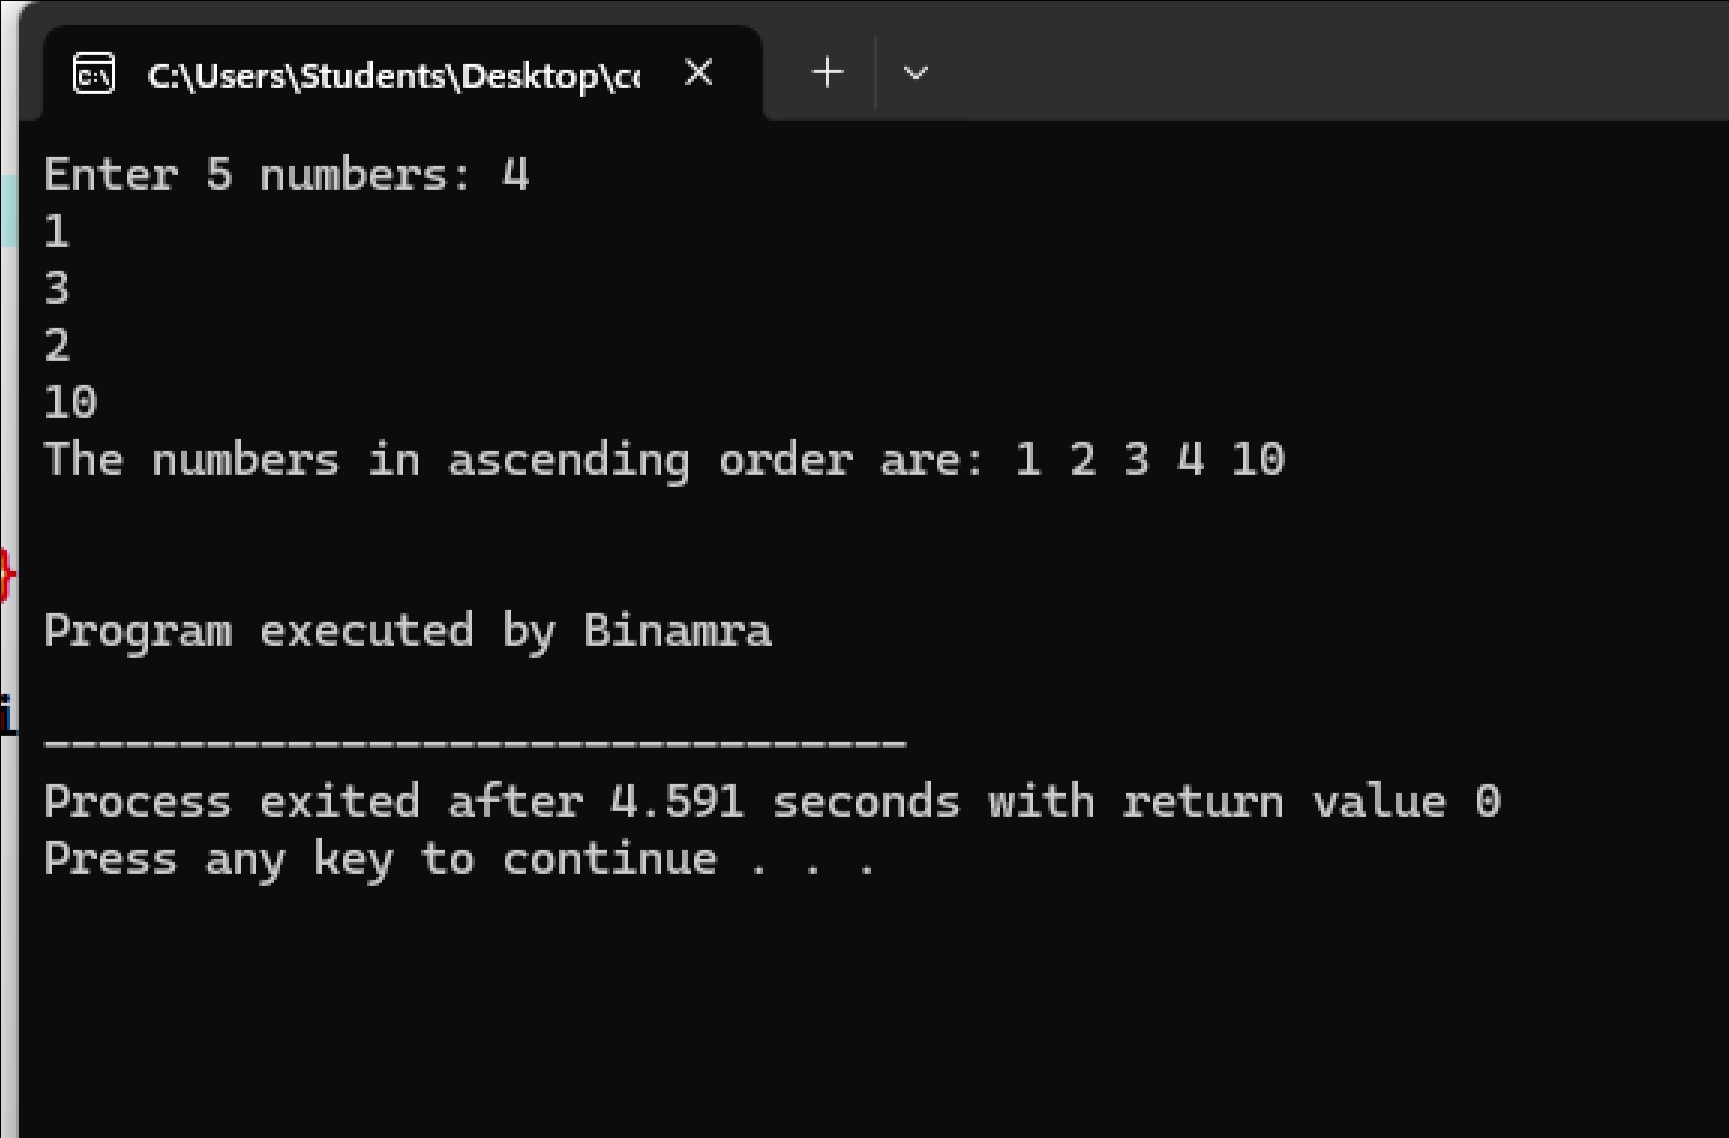 C:\Users\Students\Desktop\co
Enter 5 numbers: 4
1
3
2
10
The numbers in ascending order are: 1 2 3 4 10
Program executed by Binamra
--------------------------------
Process exited after 4.591 seconds with return value 0
Press any key to continue . . .